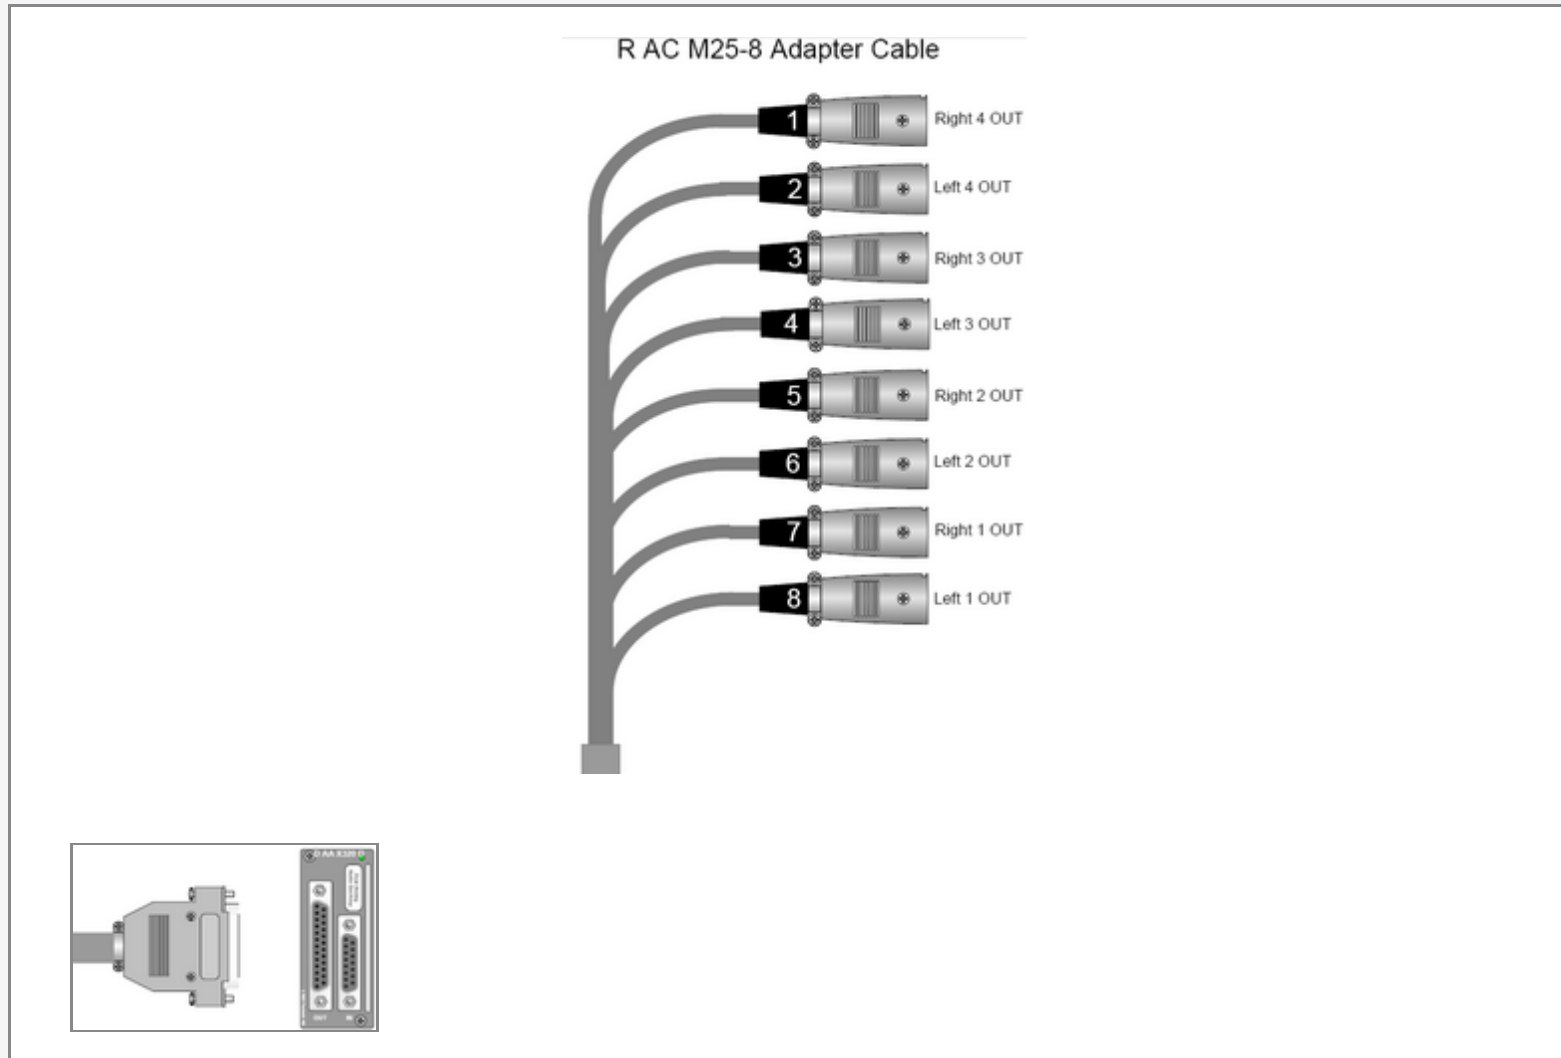 R AC M25-8 Adapter Cable
1 Right 4 OUT
2 Left 4 OUT
3 Right 3 OUT
4 Left 3 OUT
5 Right 2 OUT
6 Left 2 OUT
7 Right 1 OUT
8 Left 1 OUT
OUT IN